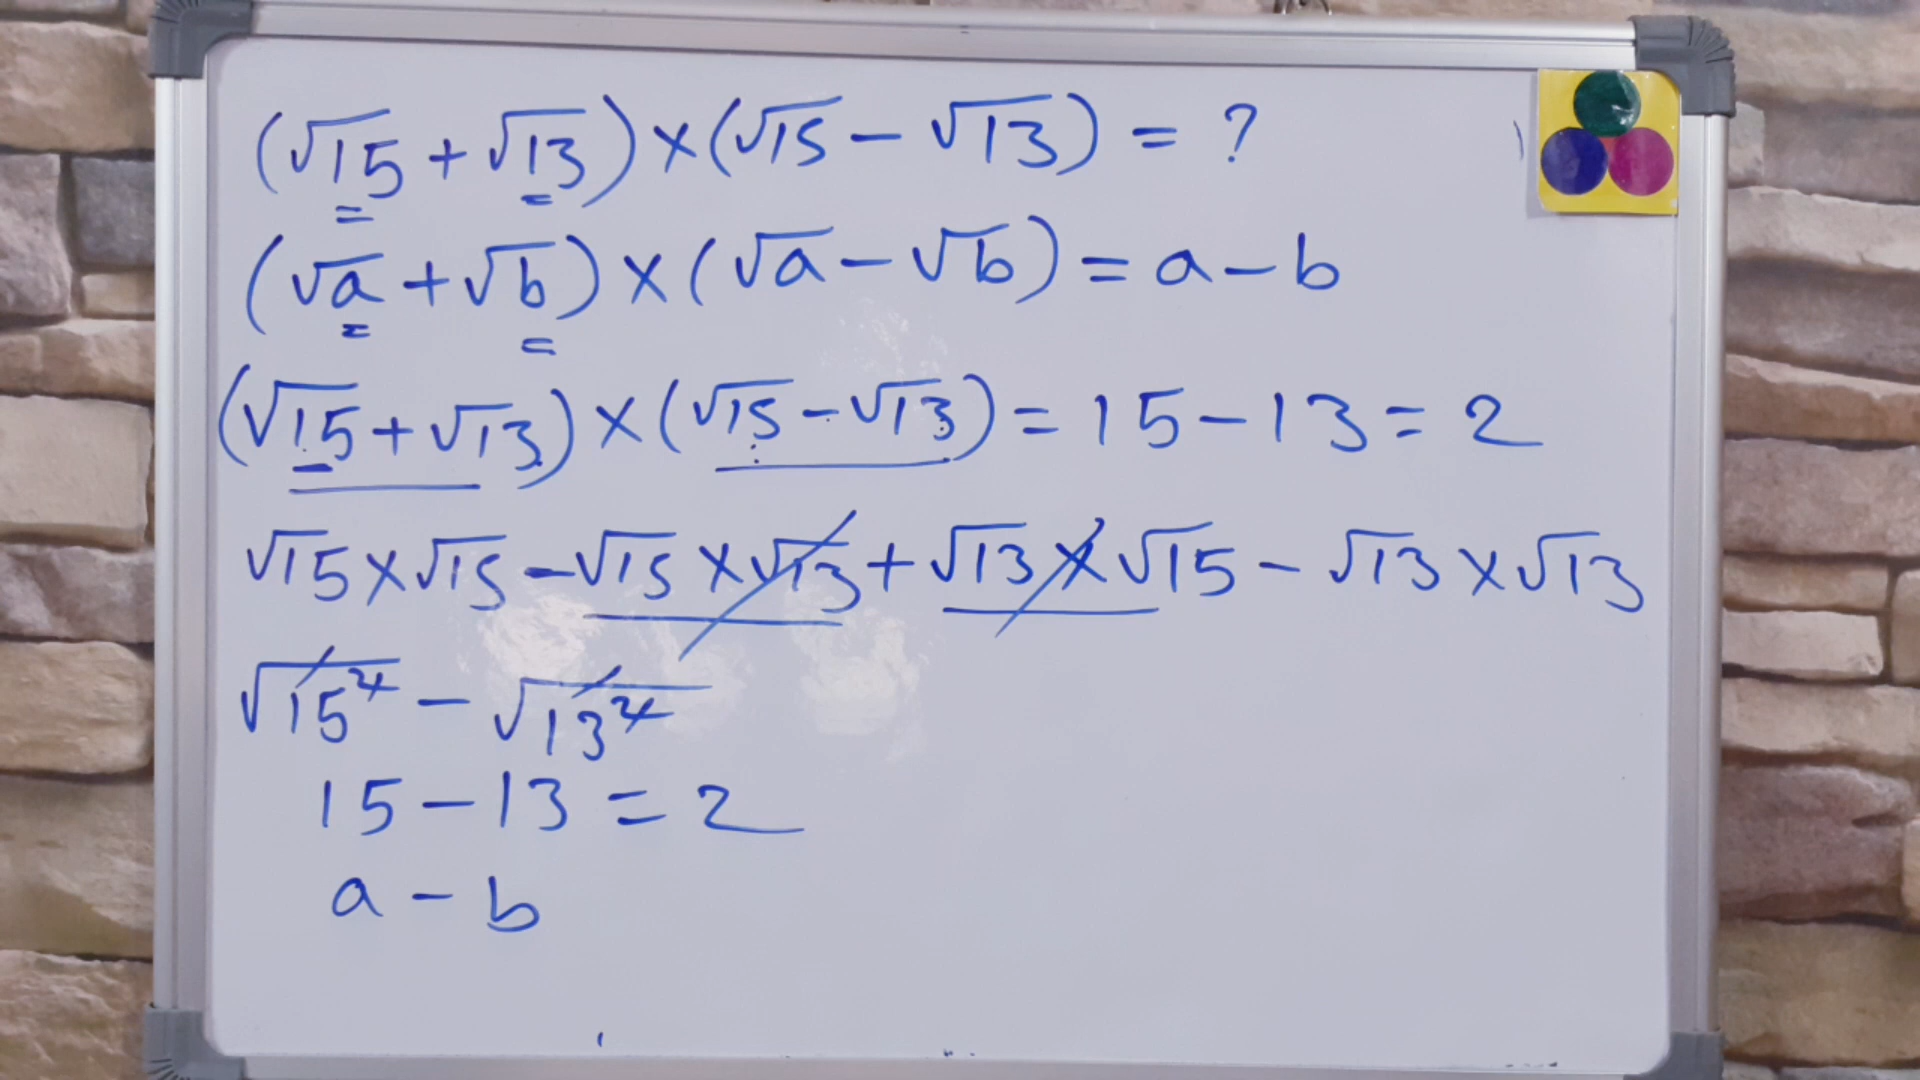 (√15 + √13) × (√15 − √13) = ?
(√a + √b) × (√a − √b) = a − b
(√15 + √13) × (√15 − √13) = 15 − 13 = 2
√15 × √15 − √15 × √13 + √13 × √15 − √13 × √13
√15² − √13²
15 − 13 = 2
a − b